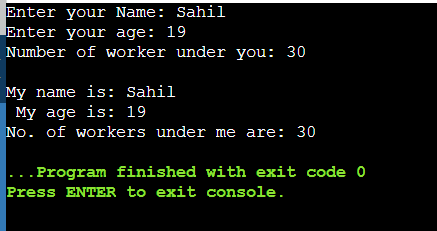 Enter your Name: Sahil
Enter your age: 19
Number of worker under you: 30
My name is: Sahil
 My age is: 19
No. of workers under me are: 30
...Program finished with exit code 0
Press ENTER to exit console.